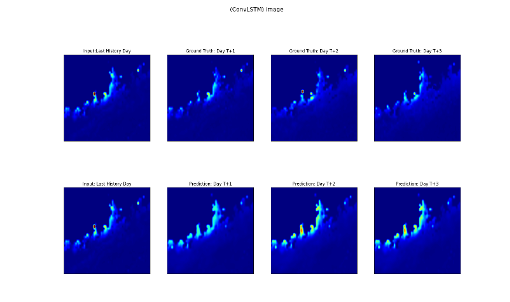 (ConvLSTM) Image
Input:Last History Day
Ground Truth: Day T+1
Ground Truth: Day T+2
Ground Truth: Day T+3
Input: Last History Day
Prediction: Day T+1
Prediction: Day T+2
Prediction: Day T+3